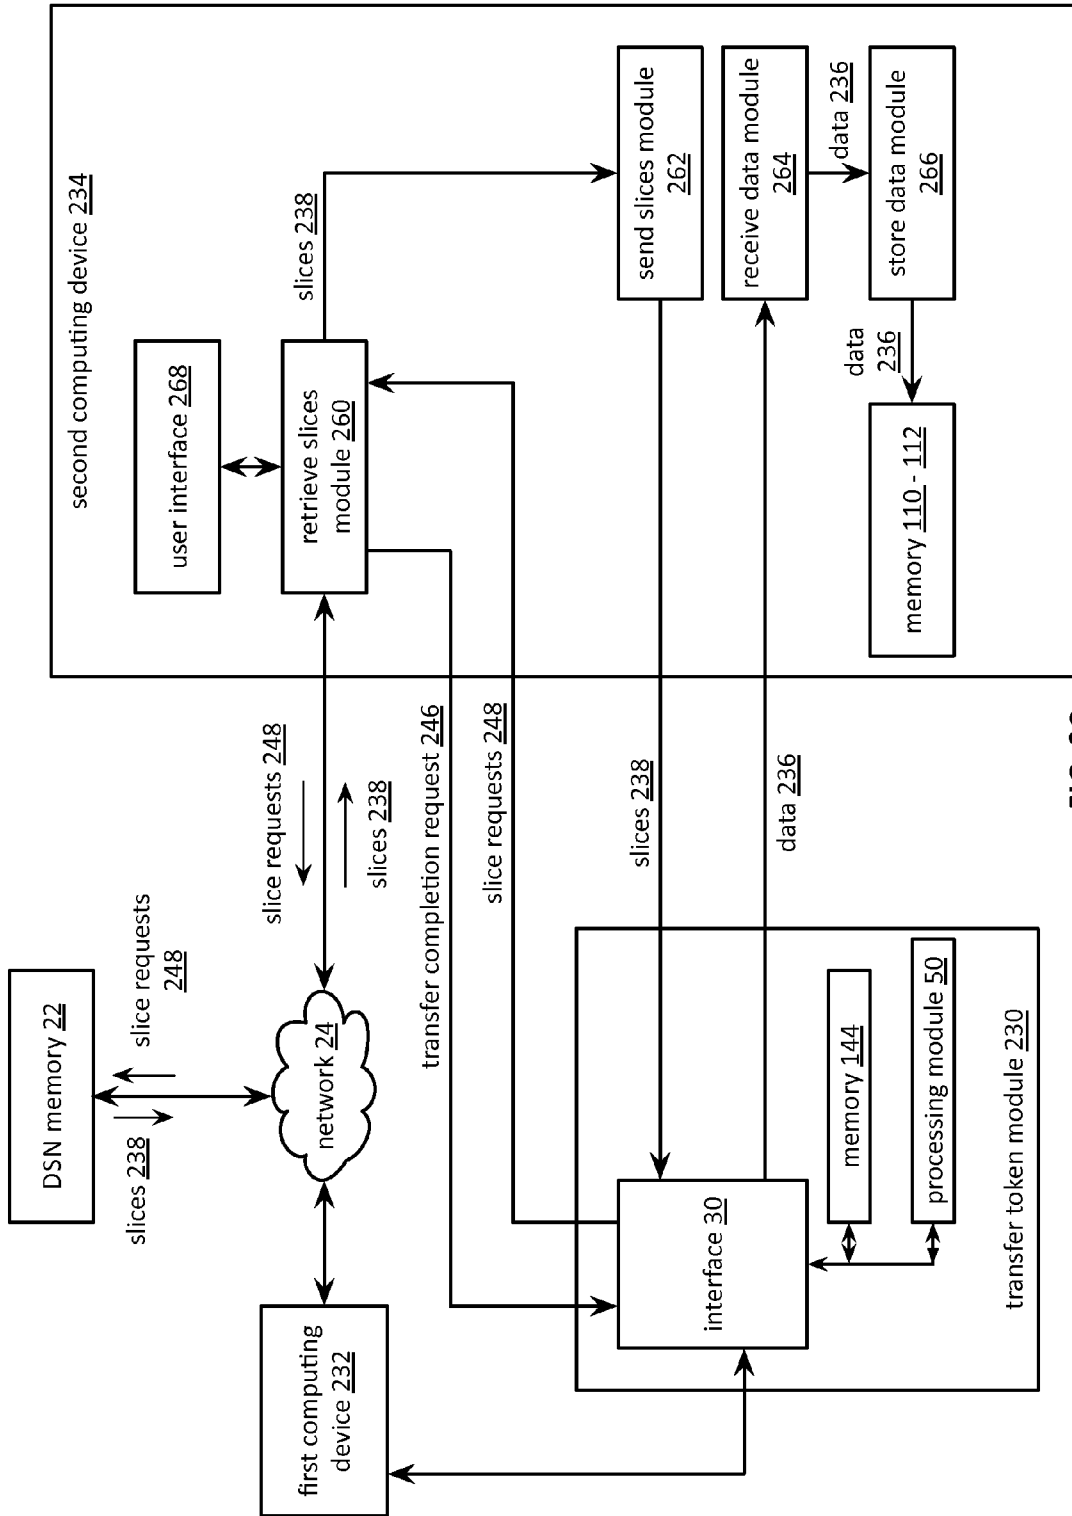 DSN memory 22
slices 238
slice requests
248
first computing
device 232
network 24
slice requests 248
slices 238
transfer completion request 246
slice requests 248
slices 238
data 236
interface 30
memory 144
processing module 50
transfer token module 230
second computing device 234
user interface 268
retrieve slices
module 260
slices 238
send slices module
262
receive data module
264
data 236
store data module
266
data
236
memory 110 - 112